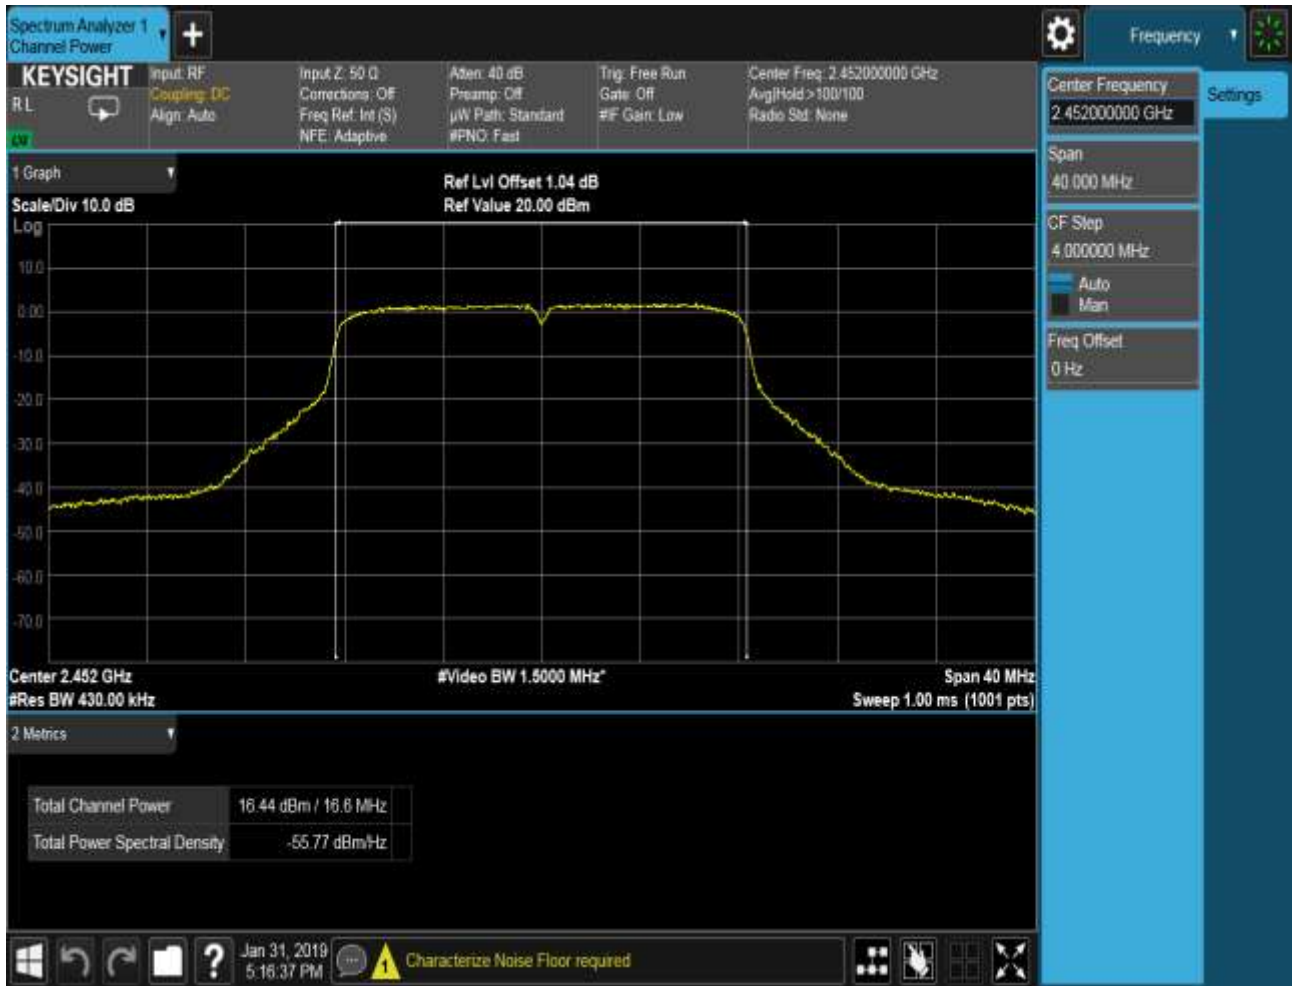 Spectrum Analyzer 1
Channel Power
+
Frequency
KEYSIGHT
R L
Input: RF
Coupling: DC
Align: Auto
Input Z: 50 Ω
Corrections: Off
Freq Ref: Int (S)
NFE: Adaptive
Atten: 40 dB
Preamp: Off
µW Path: Standard
#PNO: Fast
Trig: Free Run
Gate: Off
#IF Gain: Low
Center Freq: 2.452000000 GHz
Avg|Hold:>100/100
Radio Std: None
Center Frequency
2.452000000 GHz
Settings
Span
40.000 MHz
CF Step
4.000000 MHz
Auto
Man
Freq Offset
0 Hz
1 Graph
Scale/Div 10.0 dB
Ref Lvl Offset 1.04 dB
Ref Value 20.00 dBm
Log
10.0
0.00
-10.0
-20.0
-30.0
-40.0
-50.0
-60.0
-70.0
Center 2.452 GHz
#Video BW 1.5000 MHz*
Span 40 MHz
#Res BW 430.00 kHz
Sweep 1.00 ms (1001 pts)
2 Metrics
Total Channel Power 16.44 dBm / 16.6 MHz
Total Power Spectral Density -55.77 dBm/Hz
?
Jan 31, 2019
5:16:37 PM
1
Characterize Noise Floor required